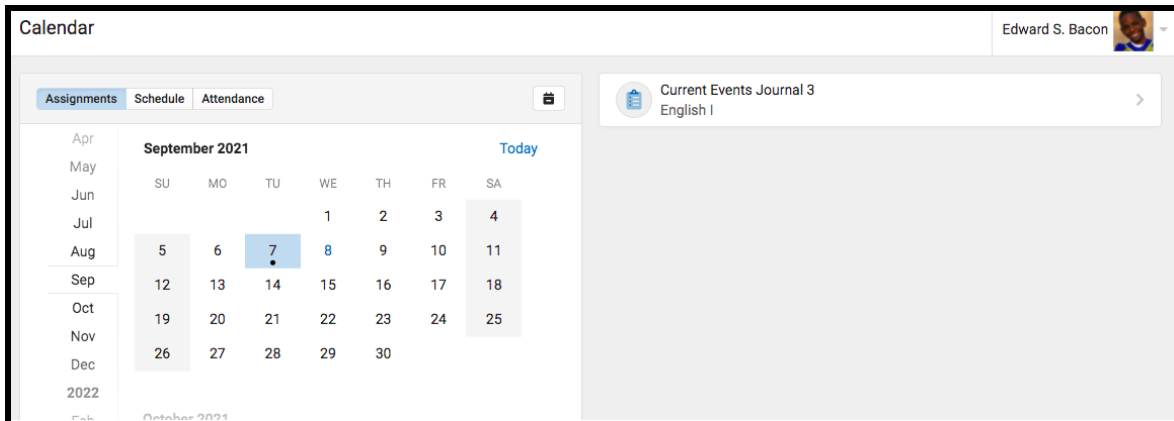 Calendar
Edward S. Bacon
Assignments Schedule Attendance
Current Events Journal 3
English I
Apr
May
Jun
Jul
Aug
Sep
Oct
Nov
Dec
2022
Feb
September 2021 Today
SU MO TU WE TH FR SA
1 2 3 4
5 6 7 8 9 10 11
12 13 14 15 16 17 18
19 20 21 22 23 24 25
26 27 28 29 30
October 2021